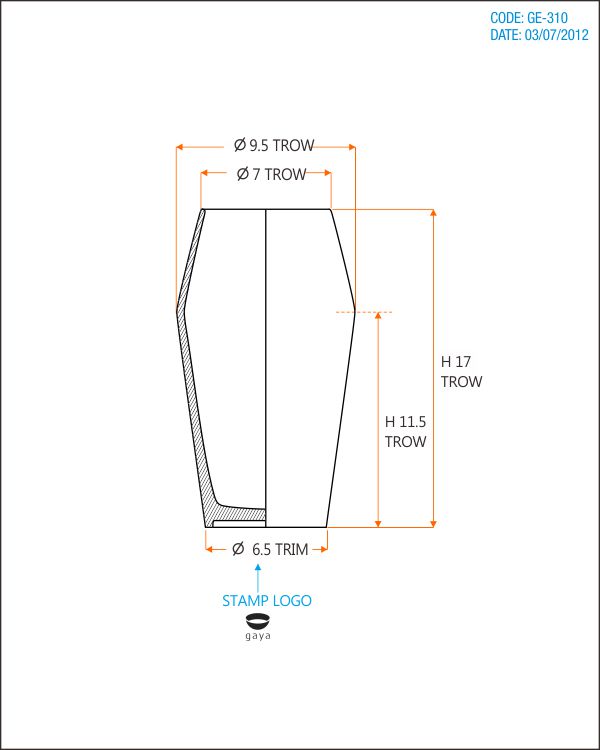 CODE: GE-310
DATE: 03/07/2012
Ø 9.5 TROW
Ø 7 TROW
H 17
TROW
H 11.5
TROW
Ø 6.5 TRIM
STAMP LOGO
gaya